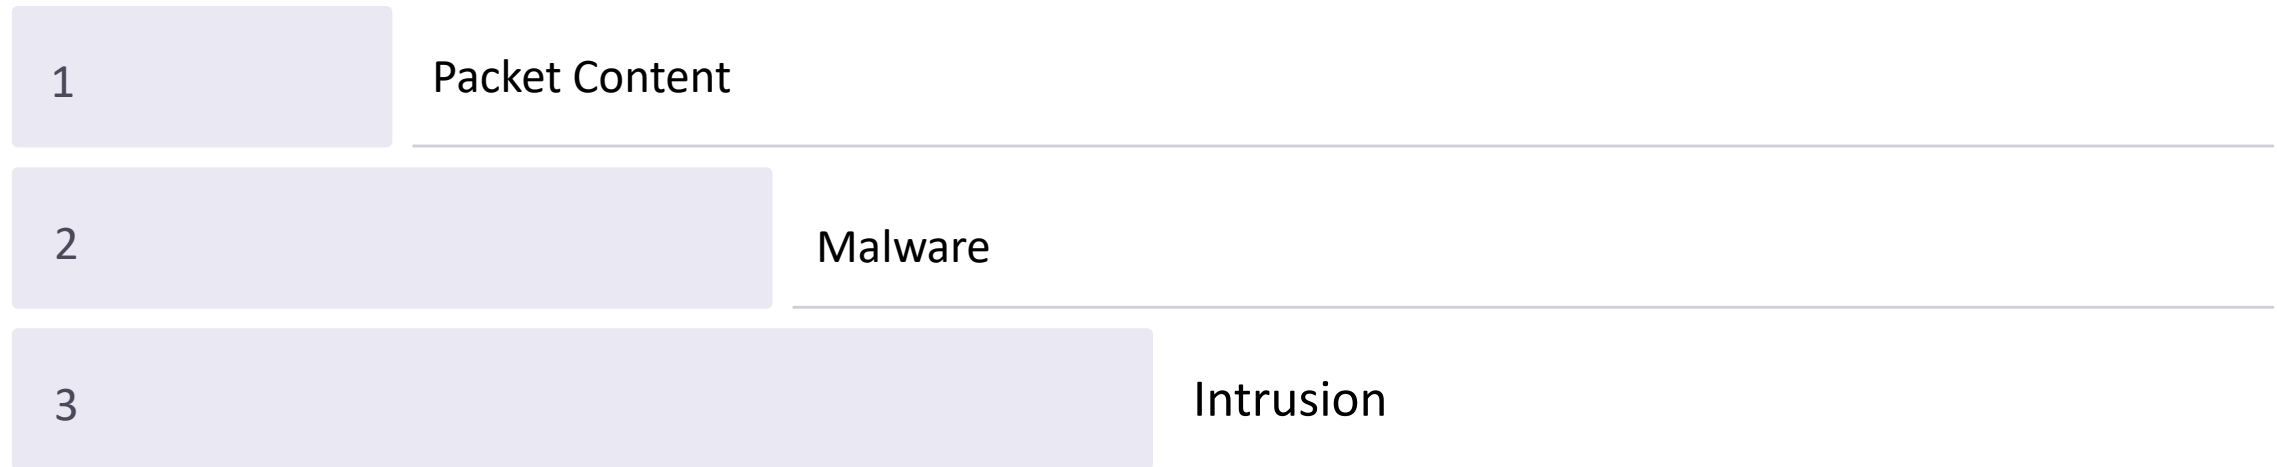 1
Packet Content
2
Malware
3
Intrusion